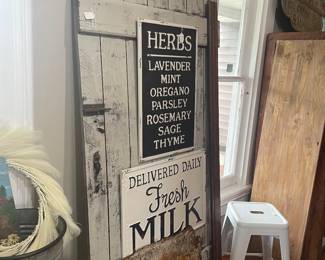 HERBS
LAVENDER
MINT
OREGANO
PARSLEY
ROSEMARY
SAGE
THYME
DELIVERED DAILY
Fresh
MILK